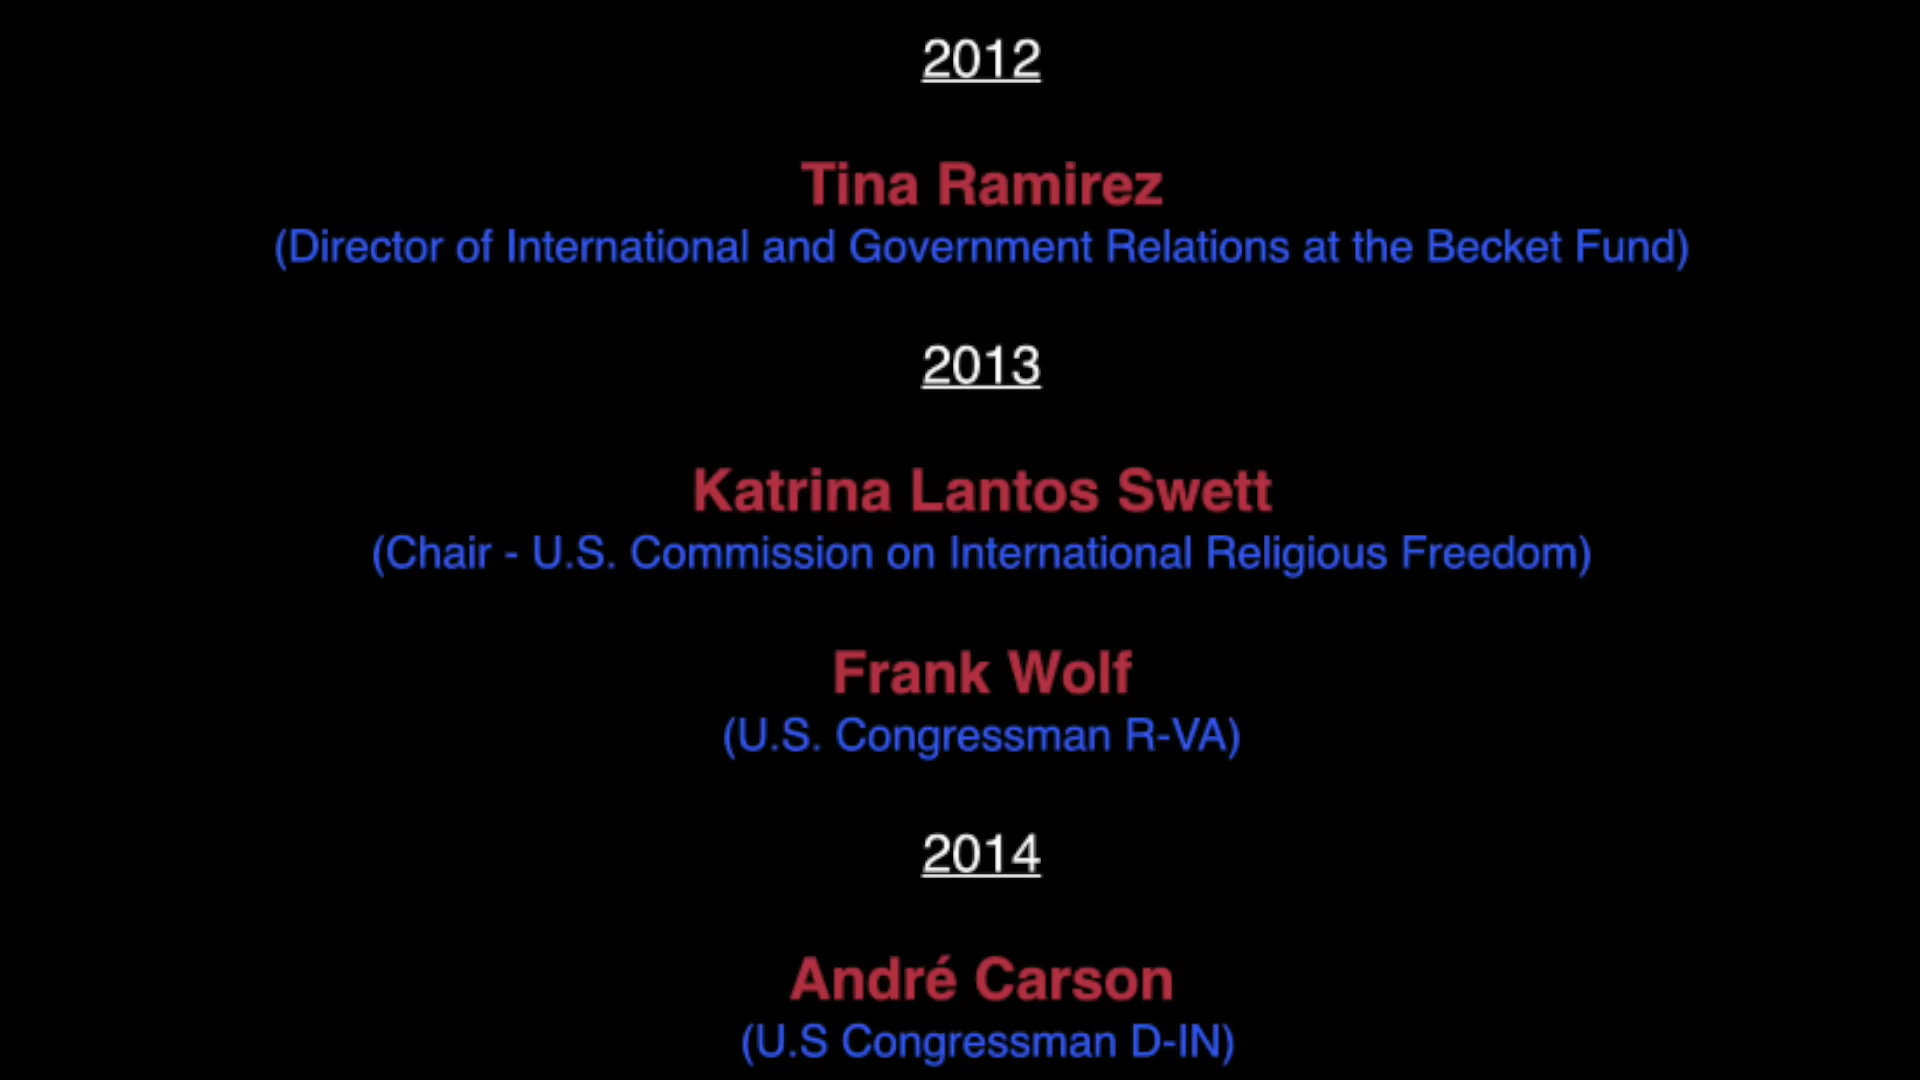 2012
Tina Ramirez
(Director of International and Government Relations at the Becket Fund)
2013
Katrina Lantos Swett
(Chair - U.S. Commission on International Religious Freedom)
Frank Wolf
(U.S. Congressman R-VA)
2014
André Carson
(U.S Congressman D-IN)